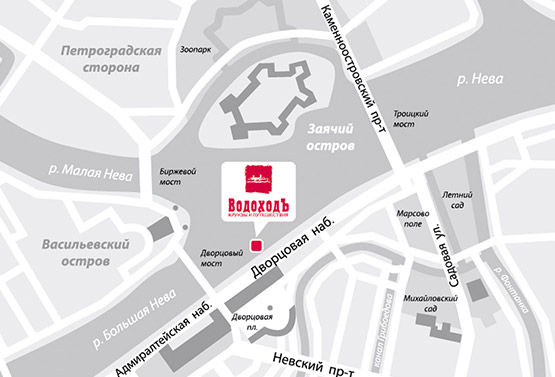 Петроградская
сторона
Зоопарк
Каменноостровский пр-т
р. Нева
Троицкий
мост
Заячий
остров
р. Малая Нева
Биржевой
мост
ВодоходЪ
КРУИЗЫ И ПУТЕШЕСТВИЯ
Летний
сад
Марсово
поле
Садовая ул.
Васильевский
остров
Дворцовый
мост
Дворцовая наб.
р. Фонтанка
р. Большая Нева
Адмиралтейская наб.
Дворцовая
пл.
канал Грибоедова
Михайловский
сад
Невский пр-т